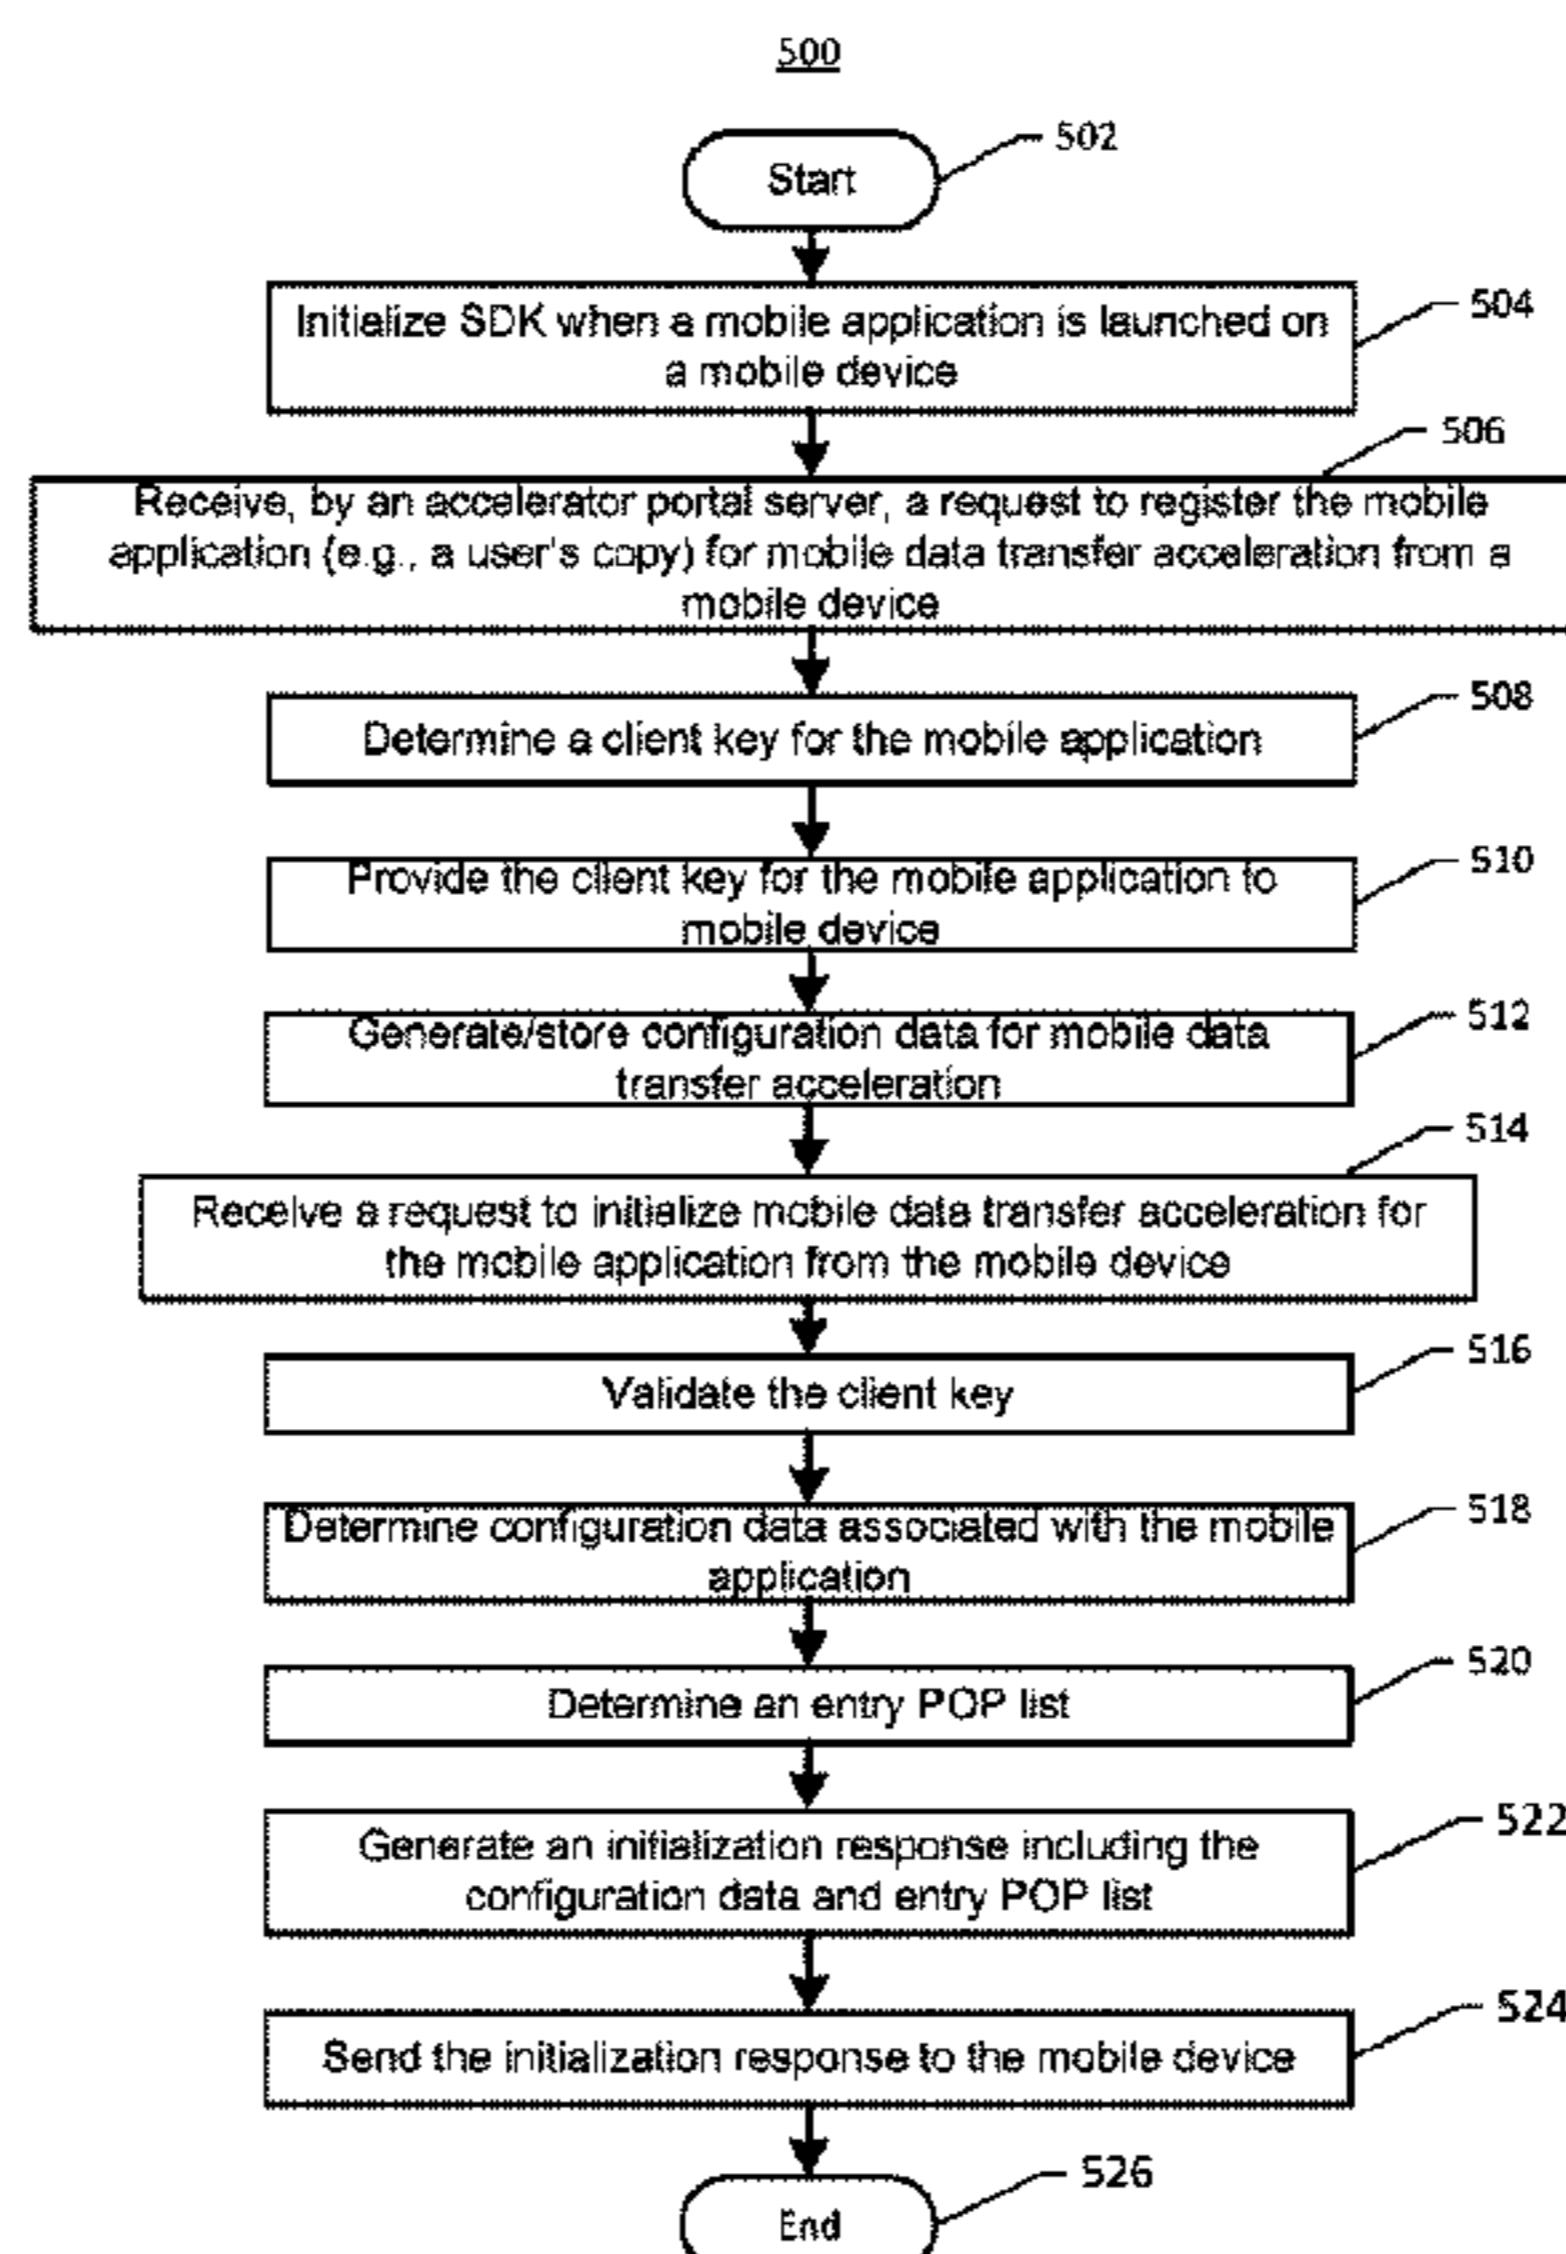 500
Start
502
Initialize SDK when a mobile application is launched on
a mobile device
504
506
Receive, by an accelerator portal server, a request to register the mobile
application (e.g., a user's copy) for mobile data transfer acceleration from a
mobile device
508
Determine a client key for the mobile application
510
Provide the client key for the mobile application to
mobile device
512
Generate/store configuration data for mobile data
transfer acceleration
514
Receive a request to initialize mobile data transfer acceleration for
the mobile application from the mobile device
516
Validate the client key
518
Determine configuration data associated with the mobile
application
520
Determine an entry POP list
522
Generate an initialization response including the
configuration data and entry POP list
524
Send the initialization response to the mobile device
526
End